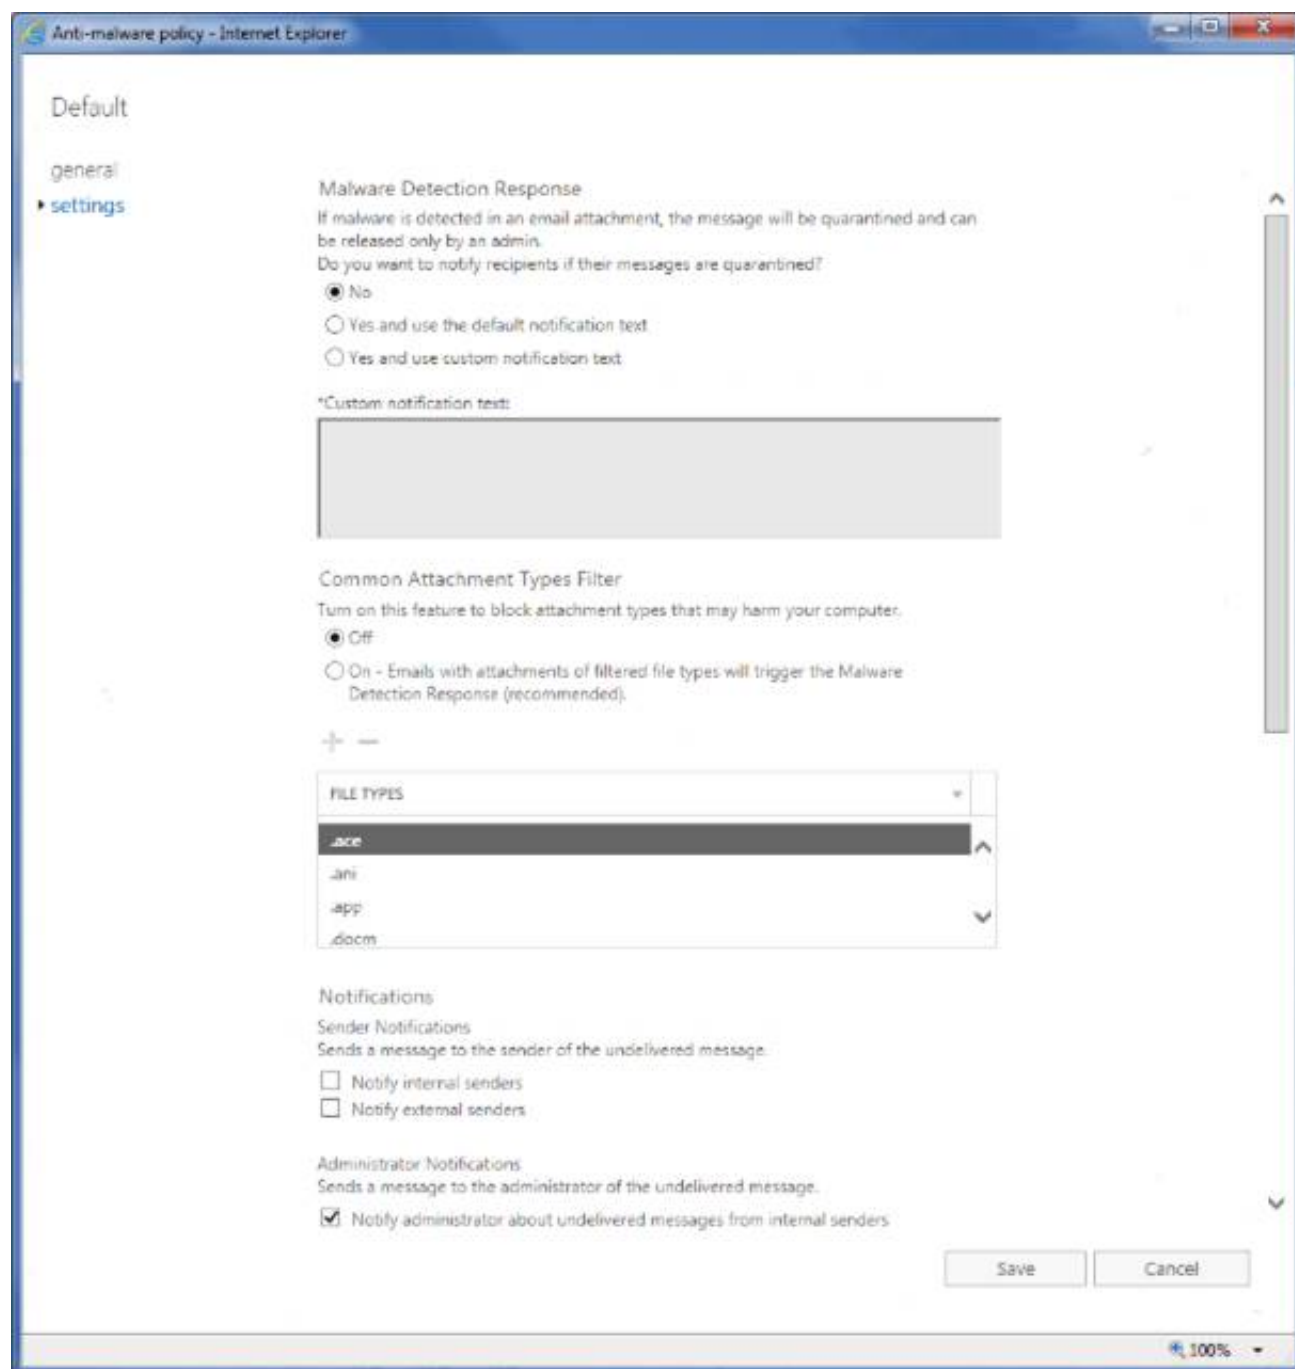 Anti-malware policy - Internet Explorer
Default
general
settings
Malware Detection Response
If malware is detected in an email attachment, the message will be quarantined and can
be released only by an admin.
Do you want to notify recipients if their messages are quarantined?
No
Yes and use the default notification text
Yes and use custom notification text
*Custom notification text:
Common Attachment Types Filter
Turn on this feature to block attachment types that may harm your computer.
Off
On - Emails with attachments of filtered file types will trigger the Malware
Detection Response (recommended).
FILE TYPES
.ace
.ani
.app
.docm
Notifications
Sender Notifications
Sends a message to the sender of the undelivered message.
Notify internal senders
Notify external senders
Administrator Notifications
Sends a message to the administrator of the undelivered message.
Notify administrator about undelivered messages from internal senders
Save
Cancel
100%